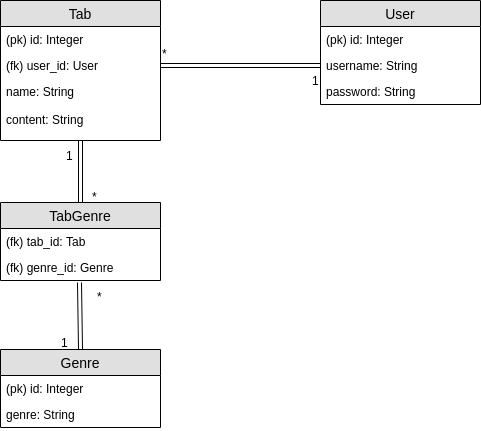 Tab
(pk) id: Integer
(fk) user_id: User
name: String
content: String
*
1
User
(pk) id: Integer
username: String
password: String
1
*
TabGenre
(fk) tab_id: Tab
(fk) genre_id: Genre
*
1
Genre
(pk) id: Integer
genre: String